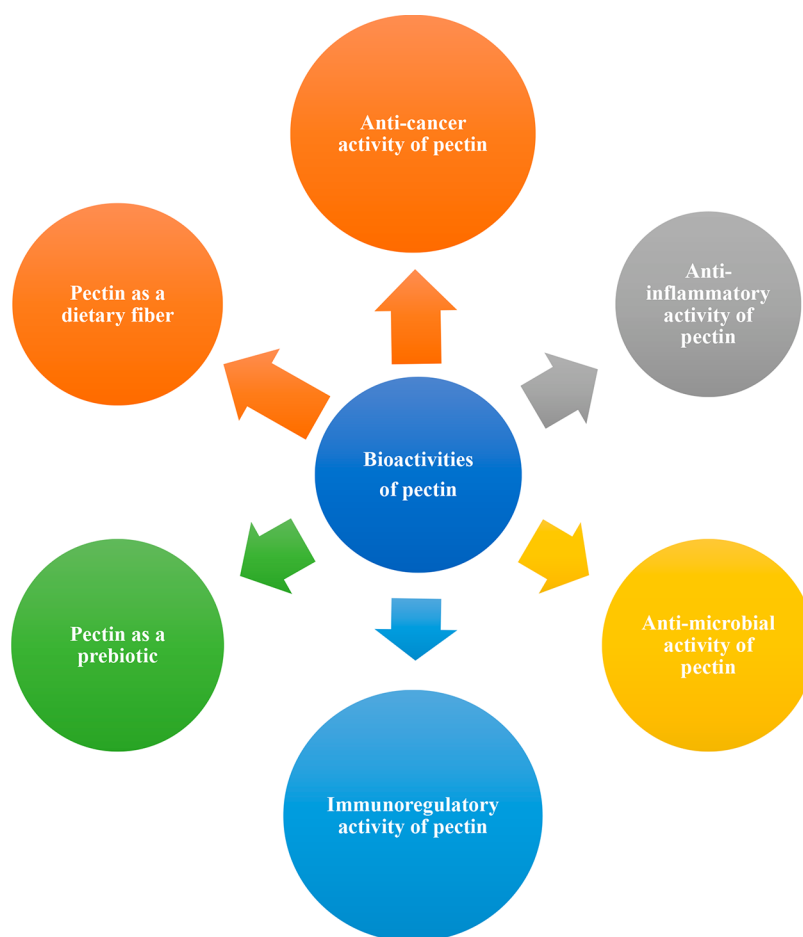 Anti-cancer
activity of pectin
Anti-
inflammatory
activity of
pectin
Pectin as a
dietary fiber
Bioactivities
of pectin
Pectin as a
prebiotic
Anti-microbial
activity of
pectin
Immunoregulatory
activity of pectin